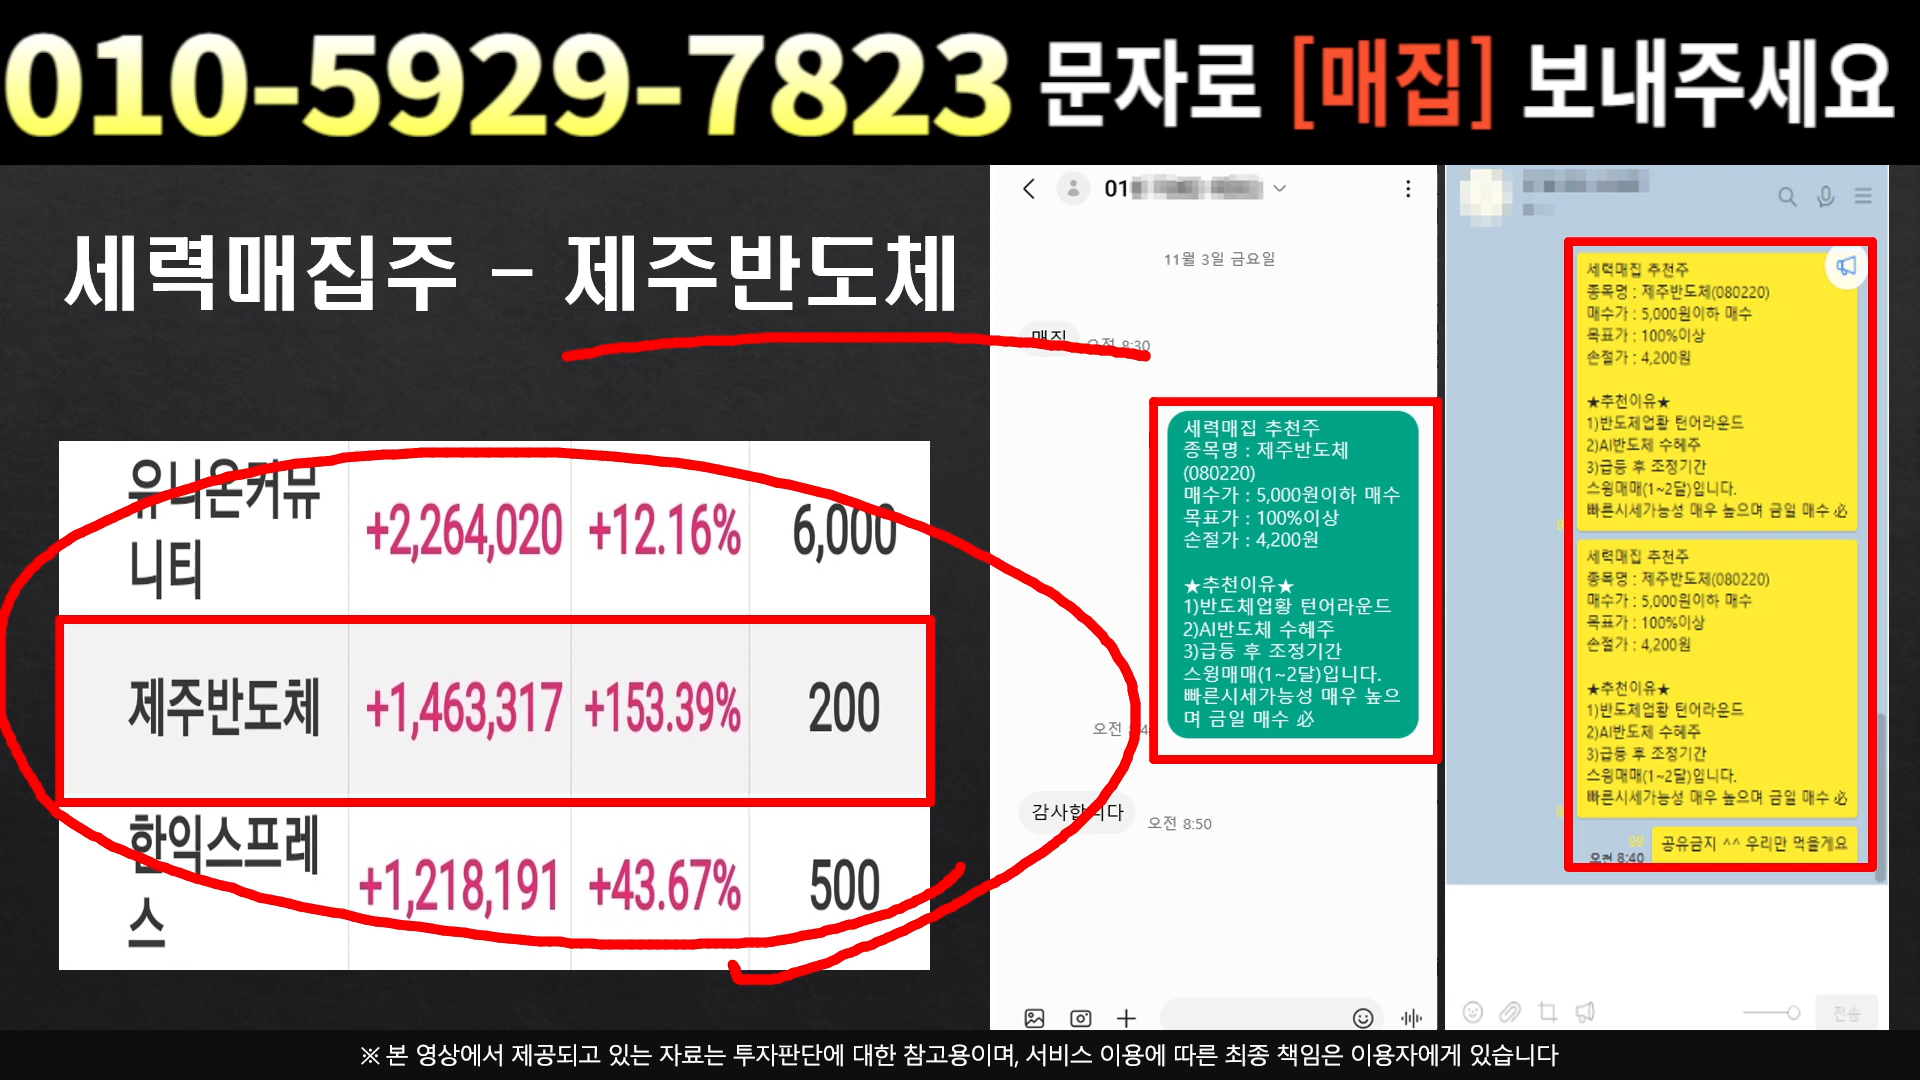 010-5929-7823 문자로 [매집] 보내주세요
세력매집주 - 제주반도체
유니온커뮤
니티
+2,264,020 +12.16% 6,000
제주반도체 +1,463,317 +153.39% 200
한익스프레
스
+1,218,191 +43.67% 500
01
11월 3일 금요일
매집
오전 8:30
세력매집 추천주
종목명 : 제주반도체
(080220)
매수가 : 5,000원이하 매수
목표가 : 100%이상
손절가 : 4,200원
★추천이유★
1)반도체업황 턴어라운드
2)AI반도체 수혜주
3)급등 후 조정기간
스윙매매(1~2달)입니다.
빠른시세가능성 매우 높으
며 금일 매수 必
오전
감사합니다
오전 8:50
세력매집 추천주
종목명 : 제주반도체(080220)
매수가 : 5,000원이하 매수
목표가 : 100%이상
손절가 : 4,200원
★추천이유★
1)반도체업황 턴어라운드
2)AI반도체 수혜주
3)급등 후 조정기간
스윙매매(1~2달)입니다.
빠른시세가능성 매우 높으며 금일 매수 必
세력매집 추천주
종목명 : 제주반도체(080220)
매수가 : 5,000원이하 매수
목표가 : 100%이상
손절가 : 4,200원
★추천이유★
1)반도체업황 턴어라운드
2)AI반도체 수혜주
3)급등 후 조정기간
스윙매매(1~2달)입니다.
빠른시세가능성 매우 높으며 금일 매수 必
오전 8:40
공유금지 ^^ 우리만 먹을게요
전송
※ 본 영상에서 제공되고 있는 자료는 투자판단에 대한 참고용이며, 서비스 이용에 따른 최종 책임은 이용자에게 있습니다